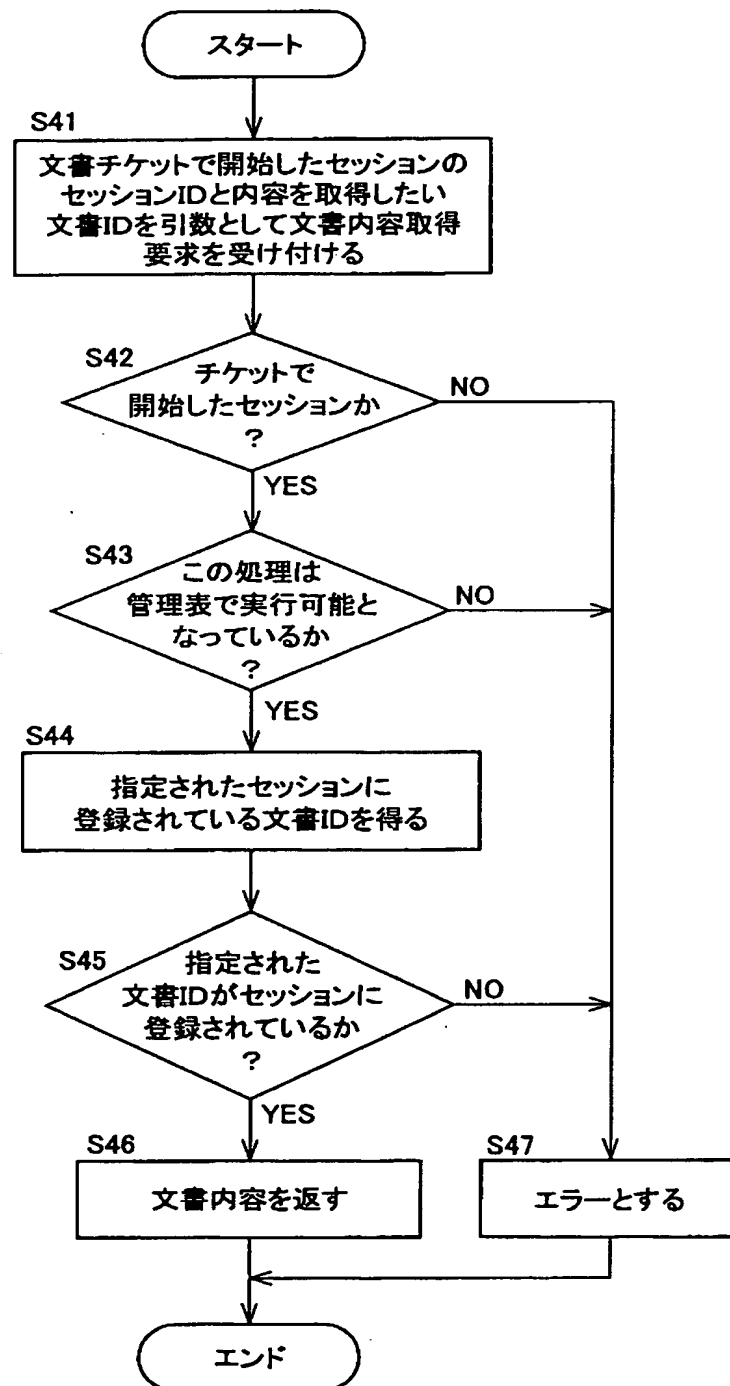 スタート
S41
文書チケットで開始したセッションの
セッションIDと内容を取得したい
文書IDを引数として文書内容取得
要求を受け付ける
S42
チケットで
開始したセッションか
?
NO
YES
S43
この処理は
管理表で実行可能と
なっているか
?
NO
YES
S44
指定されたセッションに
登録されている文書IDを得る
S45
指定された
文書IDがセッションに
登録されているか
?
NO
YES
S46
文書内容を返す
S47
エラーとする
エンド